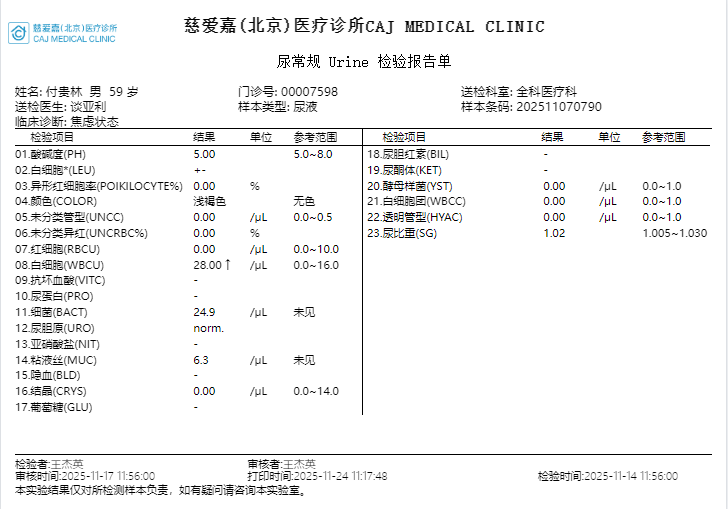 慈爱嘉(北京)医疗诊所
CAJ MEDICAL CLINIC
慈爱嘉(北京)医疗诊所CAJ MEDICAL CLINIC
尿常规 Urine 检验报告单
姓名: 付贵林 男 59 岁 门诊号: 00007598 送检科室: 全科医疗科
送检医生: 谈亚利 样本类型: 尿液 样本条码: 202511070790
临床诊断: 焦虑状态
检验项目 结果 单位 参考范围
01.酸碱度(PH) 5.00 5.0~8.0
02.白细胞*(LEU) +-
03.异形红细胞率(POIKILOCYTE%) 0.00 %
04.颜色(COLOR) 浅褐色 无色
05.未分类管型(UNCC) 0.00 /μL 0.0~0.5
06.未分类异红(UNCRBC%) 0.00 %
07.红细胞(RBCU) 0.00 /μL 0.0~10.0
08.白细胞(WBCU) 28.00↑ /μL 0.0~16.0
09.抗坏血酸(VITC) -
10.尿蛋白(PRO) -
11.细菌(BACT) 24.9 /μL 未见
12.尿胆原(URO) norm.
13.亚硝酸盐(NIT) -
14.粘液丝(MUC) 6.3 /μL 未见
15.隐血(BLD) -
16.结晶(CRYS) 0.00 /μL 0.0~14.0
17.葡萄糖(GLU) -
检验项目 结果 单位 参考范围
18.尿胆红素(BIL) -
19.尿酮体(KET) -
20.酵母样菌(YST) 0.00 /μL 0.0~1.0
21.白细胞团(WBCC) 0.00 /μL 0.0~1.0
22.透明管型(HYAC) 0.00 /μL 0.0~1.0
23.尿比重(SG) 1.02 1.005~1.030
检验者:王杰英 审核者:王杰英
审核时间:2025-11-17 11:56:00 打印时间:2025-11-24 11:17:48 检验时间:2025-11-14 11:56:00
本实验结果仅对所检测样本负责，如有疑问请咨询本实验室。